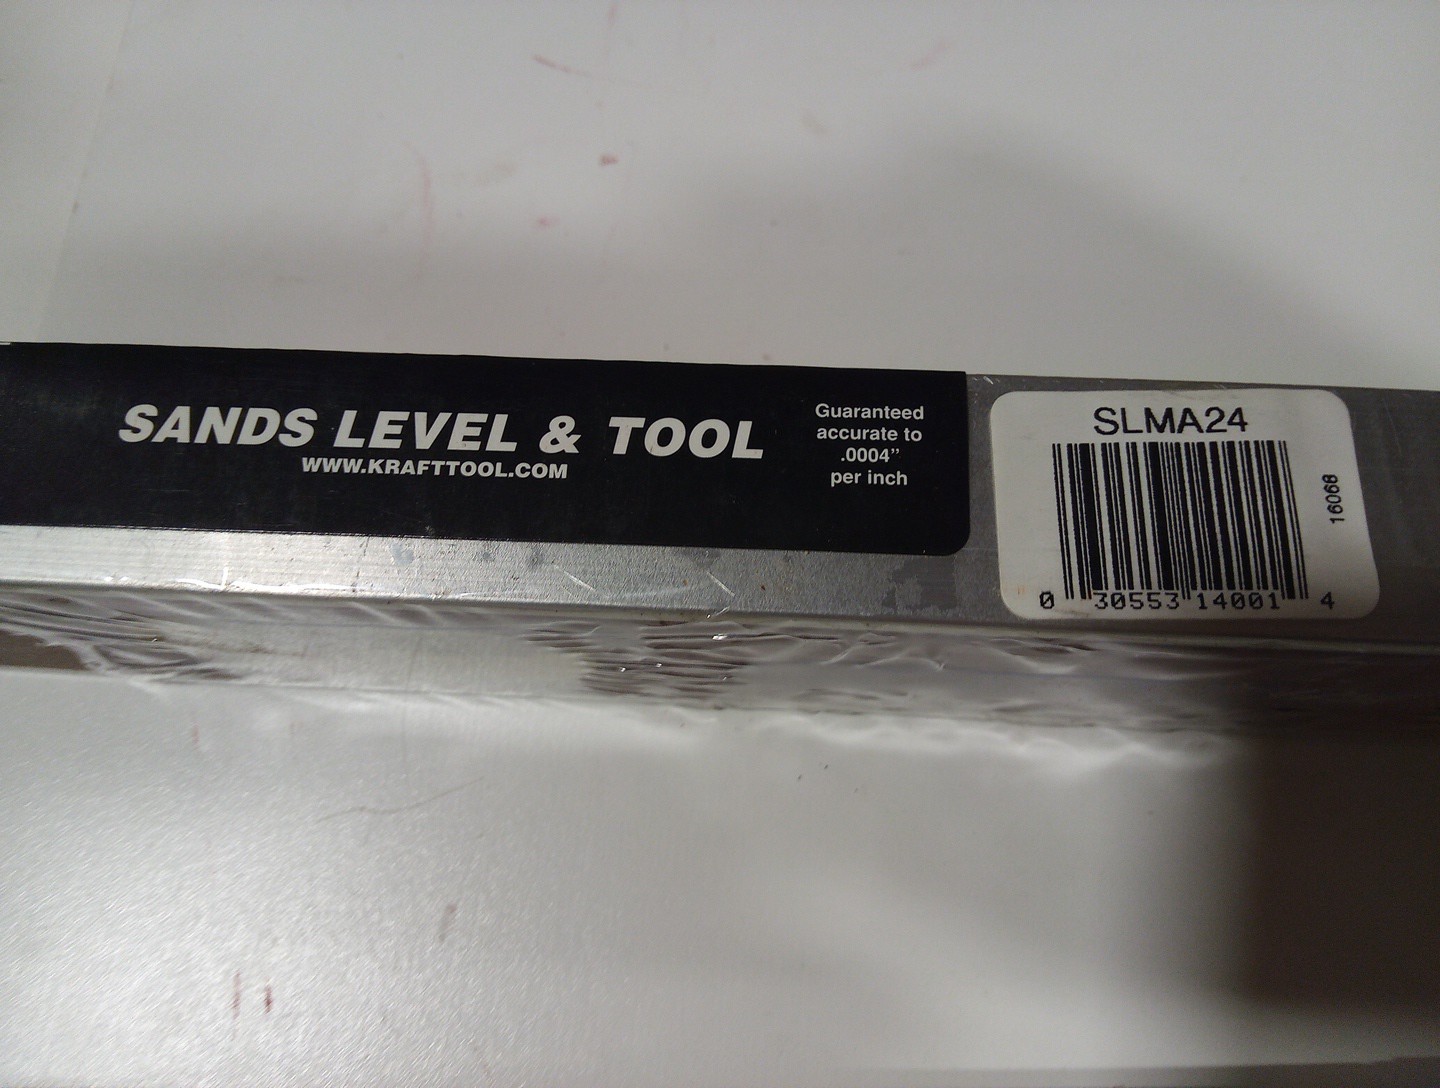 SANDS LEVEL & TOOL
WWW.KRAFTTOOL.COM
Guaranteed
accurate to
.0004”
per inch
SLMA24
16068
0 30553 14001 4